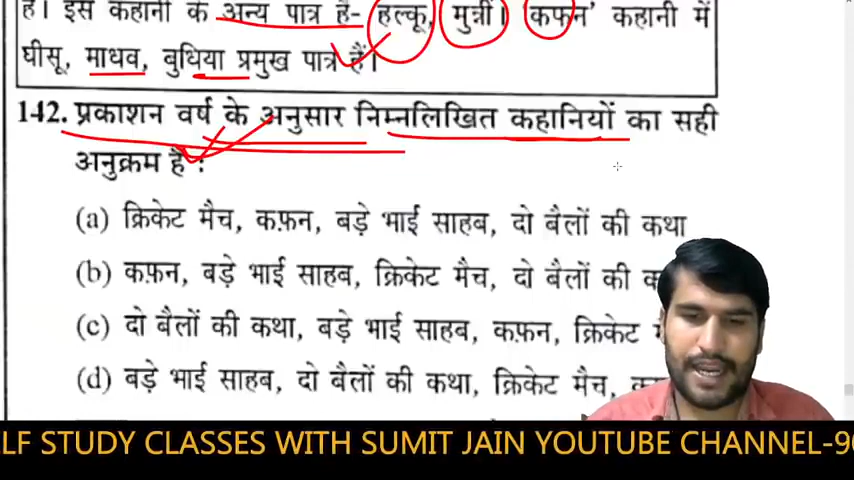 है। इस कहानी के अन्य पात्र है- हल्कू, मुन्नी। कफन' कहानी में
घीसू, माधव, बुधिया प्रमुख पात्र हैं।
142. प्रकाशन वर्ष के अनुसार निम्नलिखित कहानियों का सही
अनुक्रम है :
(a) क्रिकेट मैच, कफ़न, बड़े भाई साहब, दो बैलों की कथा
(b) कफ़न, बड़े भाई साहब, क्रिकेट मैच, दो बैलों की
(c) दो बैलों की कथा, बड़े भाई साहब, कफ़न, क्रिकेट
(d) बड़े भाई साहब, दो बैलों की कथा, क्रिकेट मैच,
ELF STUDY CLASSES WITH SUMIT JAIN YOUTUBE CHANNEL-9